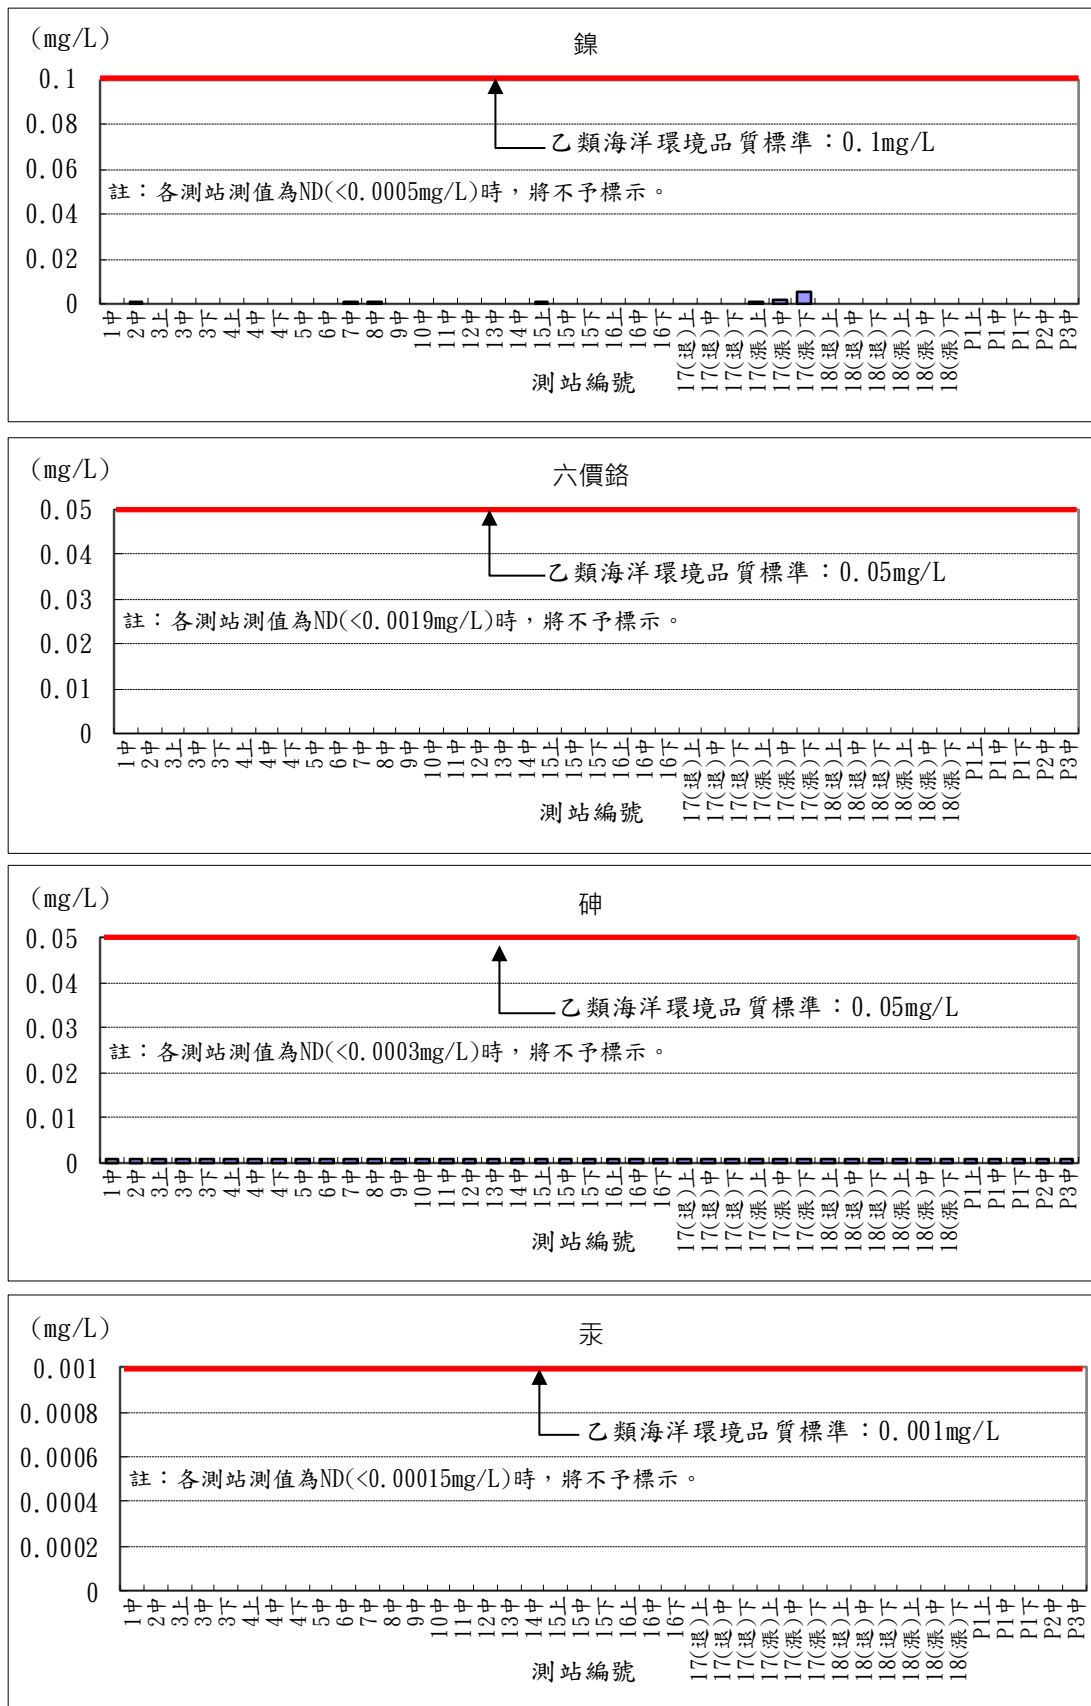 (mg/L)
鎳
0.1
0.08
0.06
0.04
0.02
0
乙類海洋環境品質標準：0.1mg/L
註：各測站測值為ND(<0.0005mg/L)時，將不予標示。
1中 2中 3上 3中 3下 4上 4中 4下 5中 6中 7中 8中 9中 10中 11中 12中 13中 14中 15上 15中 15下 16上 16中 16下 17(退)上 17(退)中 17(退)下 17(漲)上 17(漲)中 17(漲)下 18(退)上 18(退)中 18(退)下 18(漲)上 18(漲)中 18(漲)下 P1上 P1中 P1下 P2中 P3中
測站編號
(mg/L)
六價鉻
0.05
0.04
0.03
0.02
0.01
0
乙類海洋環境品質標準：0.05mg/L
註：各測站測值為ND(<0.0019mg/L)時，將不予標示。
1中 2中 3上 3中 3下 4上 4中 4下 5中 6中 7中 8中 9中 10中 11中 12中 13中 14中 15上 15中 15下 16上 16中 16下 17(退)上 17(退)中 17(退)下 17(漲)上 17(漲)中 17(漲)下 18(退)上 18(退)中 18(退)下 18(漲)上 18(漲)中 18(漲)下 P1上 P1中 P1下 P2中 P3中
測站編號
(mg/L)
砷
0.05
0.04
0.03
0.02
0.01
0
乙類海洋環境品質標準：0.05mg/L
註：各測站測值為ND(<0.0003mg/L)時，將不予標示。
1中 2中 3上 3中 3下 4上 4中 4下 5中 6中 7中 8中 9中 10中 11中 12中 13中 14中 15上 15中 15下 16上 16中 16下 17(退)上 17(退)中 17(退)下 17(漲)上 17(漲)中 17(漲)下 18(退)上 18(退)中 18(退)下 18(漲)上 18(漲)中 18(漲)下 P1上 P1中 P1下 P2中 P3中
測站編號
(mg/L)
汞
0.001
0.0008
0.0006
0.0004
0.0002
0
乙類海洋環境品質標準：0.001mg/L
註：各測站測值為ND(<0.00015mg/L)時，將不予標示。
1中 2中 3上 3中 3下 4上 4中 4下 5中 6中 7中 8中 9中 10中 11中 12中 13中 14中 15上 15中 15下 16上 16中 16下 17(退)上 17(退)中 17(退)下 17(漲)上 17(漲)中 17(漲)下 18(退)上 18(退)中 18(退)下 18(漲)上 18(漲)中 18(漲)下 P1上 P1中 P1下 P2中 P3中
測站編號